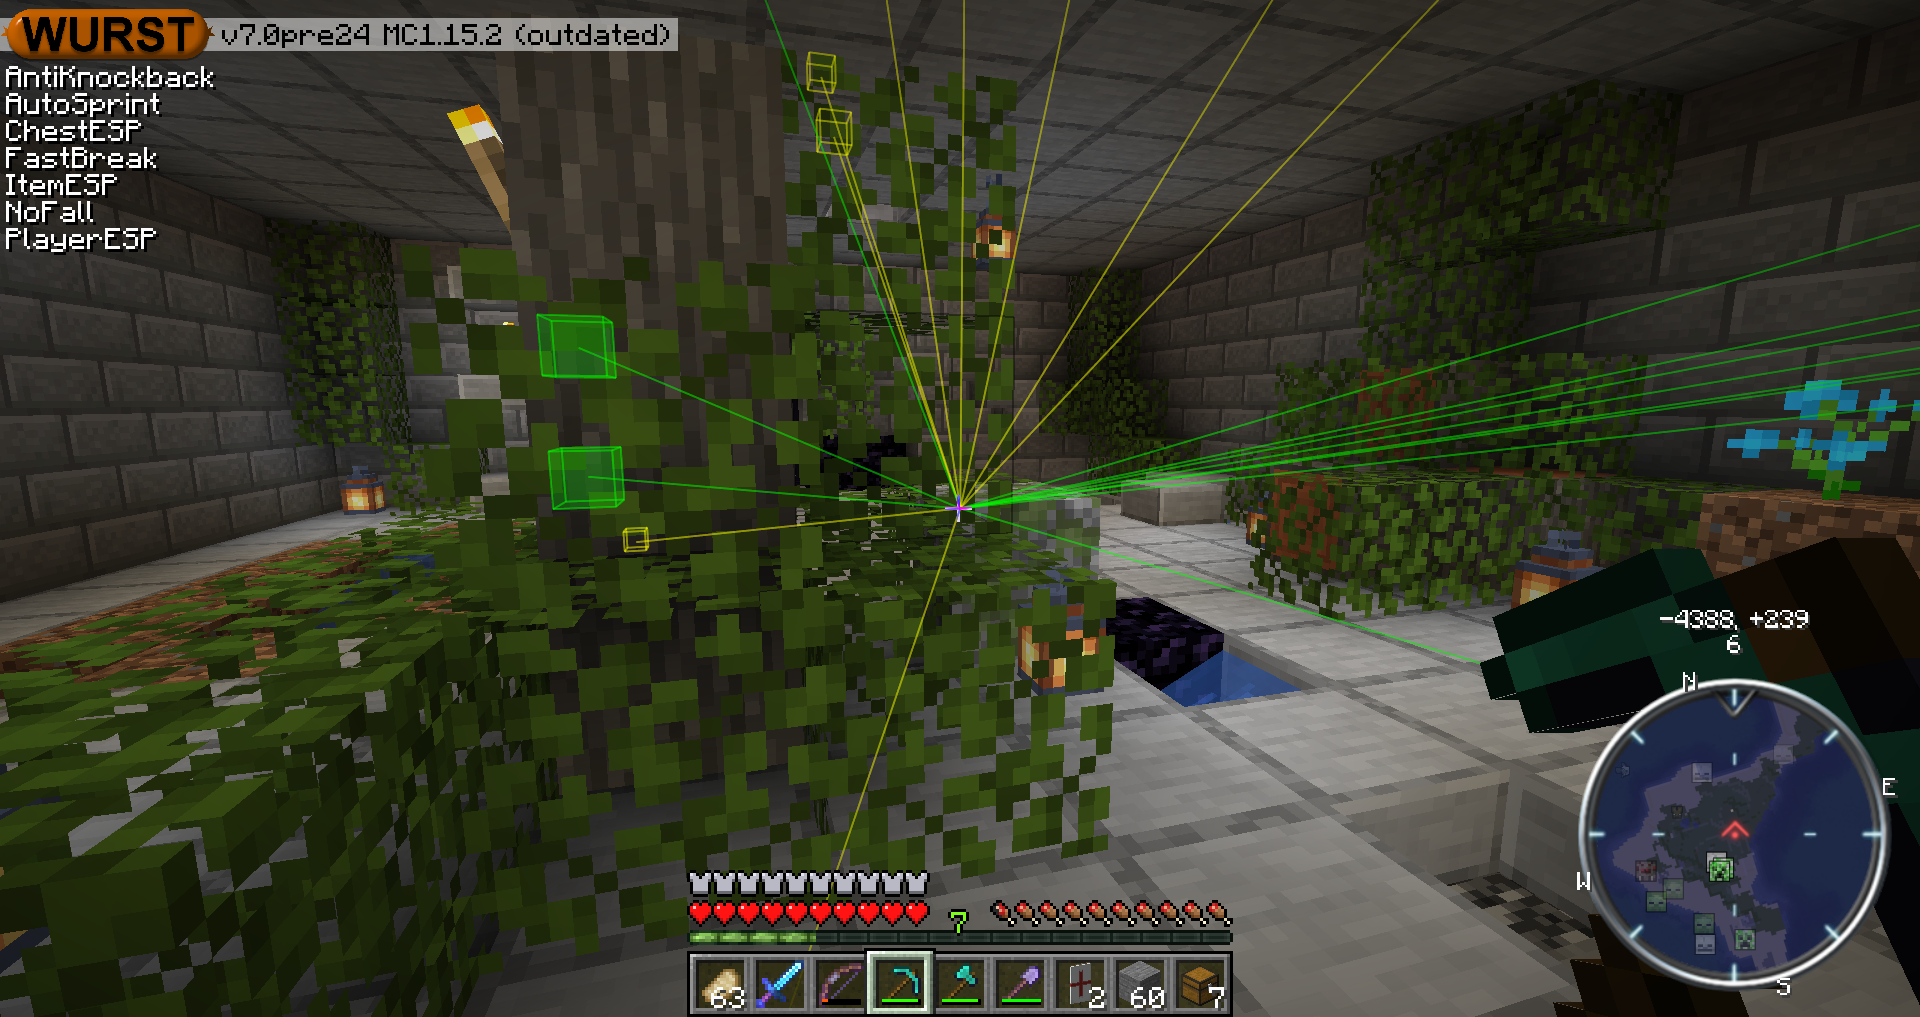 WURST v7.0pre24 MC1.15.2 (outdated)
AntiKnockback
AutoSprint
ChestESP
FastBreak
ItemESP
NoFall
PlayerESP
-4388, +239
6
N
E
W
S
7
63
2
60
7